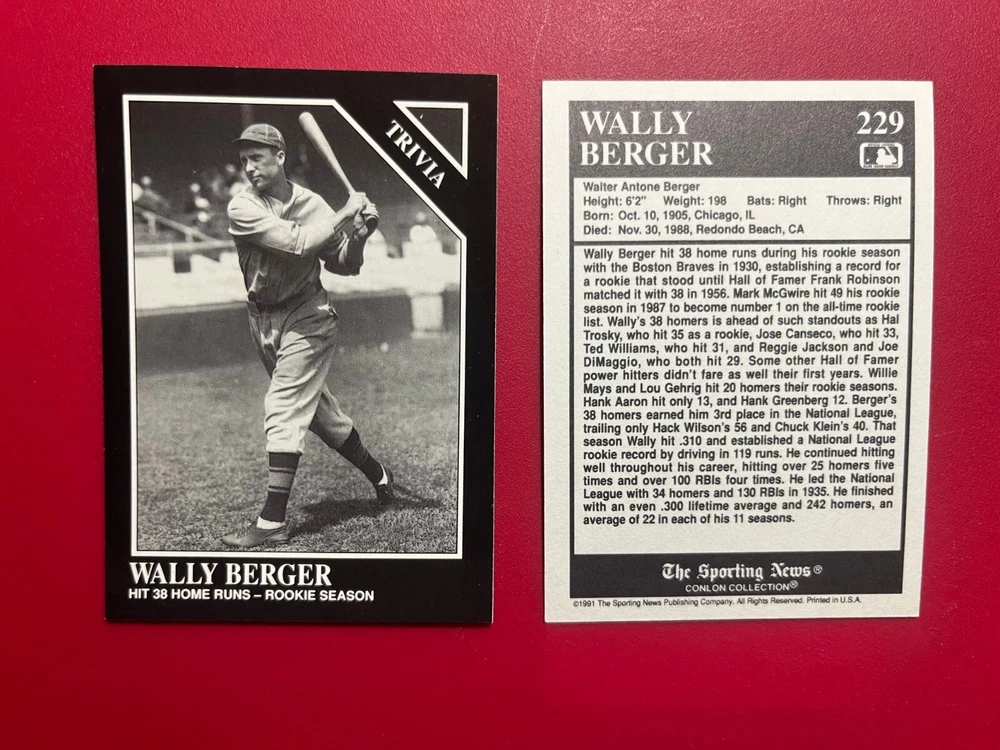 TRIVIA
WALLY BERGER
HIT 38 HOME RUNS – ROOKIE SEASON
WALLY
BERGER
229
Walter Antone Berger
Height: 6'2" Weight: 198 Bats: Right Throws: Right
Born: Oct. 10, 1905, Chicago, IL
Died: Nov. 30, 1988, Redondo Beach, CA
Wally Berger hit 38 home runs during his rookie season
with the Boston Braves in 1930, establishing a record for
a rookie that stood until Hall of Famer Frank Robinson
matched it with 38 in 1956. Mark McGwire hit 49 his rookie
season in 1987 to become number 1 on the all-time rookie
list. Wally's 38 homers is ahead of such standouts as Hal
Trosky, who hit 35 as a rookie, Jose Canseco, who hit 33,
Ted Williams, who hit 31, and Reggie Jackson and Joe
DiMaggio, who both hit 29. Some other Hall of Famer
power hitters didn't fare as well their first years. Willie
Mays and Lou Gehrig hit 20 homers their rookie seasons.
Hank Aaron hit only 13, and Hank Greenberg 12. Berger's
38 homers earned him 3rd place in the National League,
trailing only Hack Wilson's 56 and Chuck Klein's 40. That
season Wally hit .310 and established a National League
rookie record by driving in 119 runs. He continued hitting
well throughout his career, hitting over 25 homers five
times and over 100 RBIs four times. He led the National
League with 34 homers and 130 RBIs in 1935. He finished
with an even .300 lifetime average and 242 homers, an
average of 22 in each of his 11 seasons.
The Sporting News®
CONLON COLLECTION®
©1991 The Sporting News Publishing Company. All Rights Reserved. Printed in U.S.A.